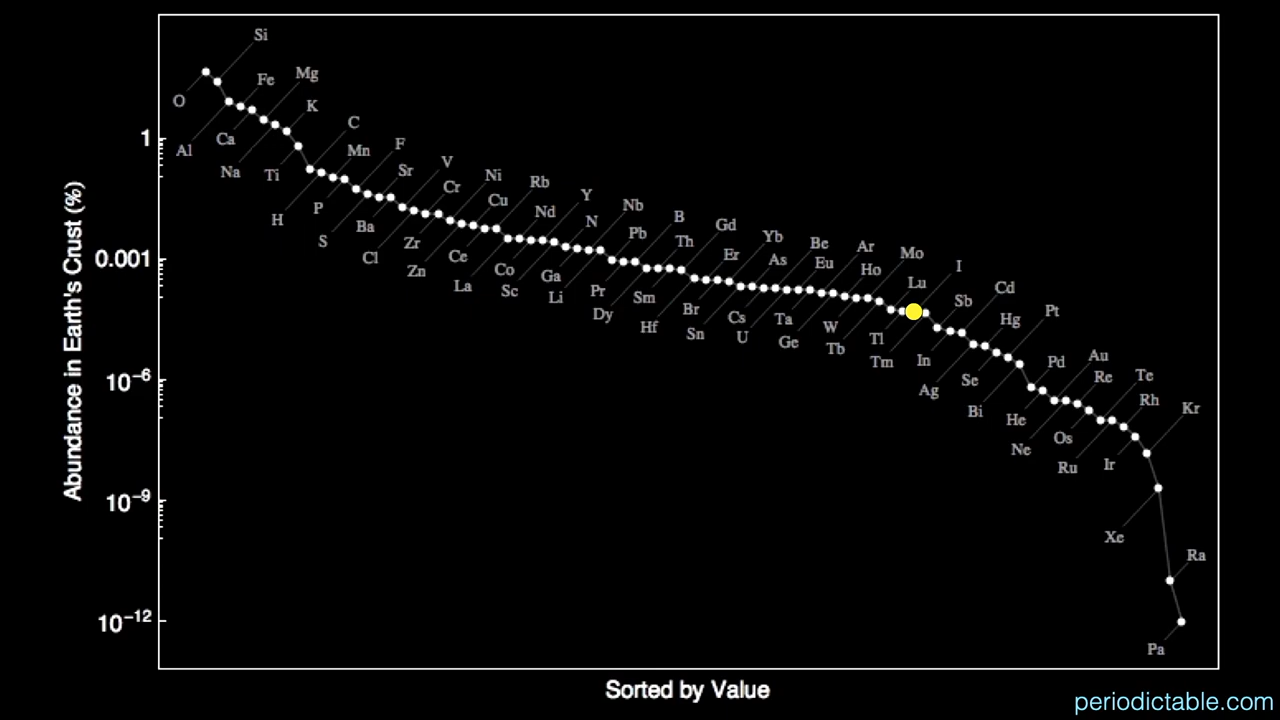 Si
Fe
Mg
O
K
C
Ca
Al
Mn
F
Na
Ti
Sr
V
H
P
Cr
Ni
S
Ba
Cu
Rb
Cl
Zr
Nd
Y
Zn
Ce
N
Nb
La
Co
Pb
B
Sc
Ga
Th
Gd
Li
Pr
Er
Yb
Dy
Sm
As
Be
Hf
Br
Eu
Ar
Sn
Cs
Ho
Mo
U
Ta
Lu
I
Ge
W
Sb
Cd
Tb
Tl
Hg
Pt
Tm
In
Pd
Au
Ag
Se
Re
Te
Bi
He
Rh
Kr
Ne
Os
Ru
Ir
Xe
Ra
Pa
1
0.001
10⁻⁶
10⁻⁹
10⁻¹²
Abundance in Earth's Crust (%)
Sorted by Value
periodictable.com